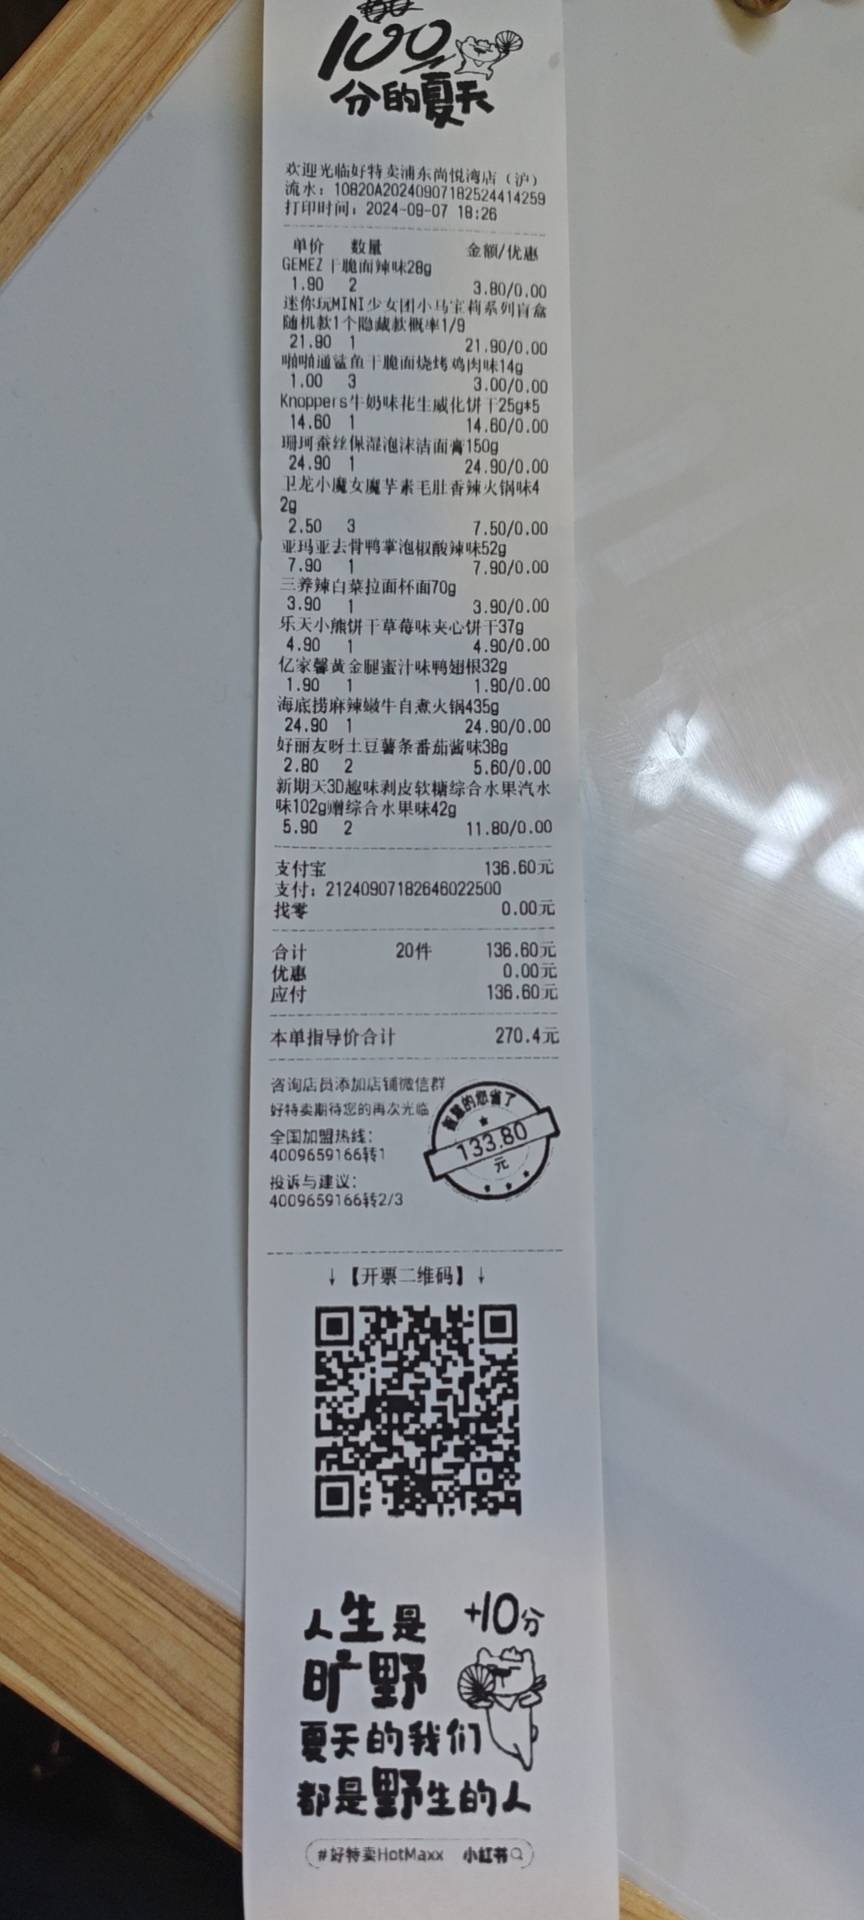 100
分的夏天
欢迎光临好特卖浦东尚悦湾店（沪）
流水：10820A20240907182524414259
打印时间：2024-09-07 18:26
单价 数量 金额/优惠
GEMEZ干脆面辣味28g
1.90 2 3.80/0.00
迷你玩MINI少女团小马宝莉系列盲盒
随机款1个隐藏款概率1/9
21.90 1 21.90/0.00
啪啪通鲨鱼干脆面烧烤鸡肉味14g
1.00 3 3.00/0.00
Knoppers牛奶味花生威化饼干25g*5
14.60 1 14.60/0.00
珊珂蚕丝保湿泡沫洁面膏150g
24.90 1 24.90/0.00
卫龙小魔女魔芋素毛肚香辣火锅味4
2g
2.50 3 7.50/0.00
亚玛亚去骨鸭掌泡椒酸辣味52g
7.90 1 7.90/0.00
三养辣白菜拉面杯面70g
3.90 1 3.90/0.00
乐天小熊饼干草莓味夹心饼干37g
4.90 1 4.90/0.00
亿家馨黄金腿蜜汁味鸭翅根32g
1.90 1 1.90/0.00
海底捞麻辣嫩牛自煮火锅435g
24.90 1 24.90/0.00
好丽友呀土豆薯条番茄酱味38g
2.80 2 5.60/0.00
新期天3D趣味剥皮软糖综合水果汽水
味102g赠综合水果味42g
5.90 2 11.80/0.00
支付宝 136.60元
支付：21240907182646022500
找零 0.00元
合计 20件 136.60元
优惠 0.00元
应付 136.60元
本单指导价合计 270.4元
咨询店员添加店铺微信群
好特卖期待您的再次光临
全国加盟热线：
4009659166转1
投诉与建议：
4009659166转2/3
的您省了
133.80
元
↓【开票二维码】↓
人生是 +10分
旷野
夏天的我们
都是野生的人
#好特卖HotMaxx 小红书